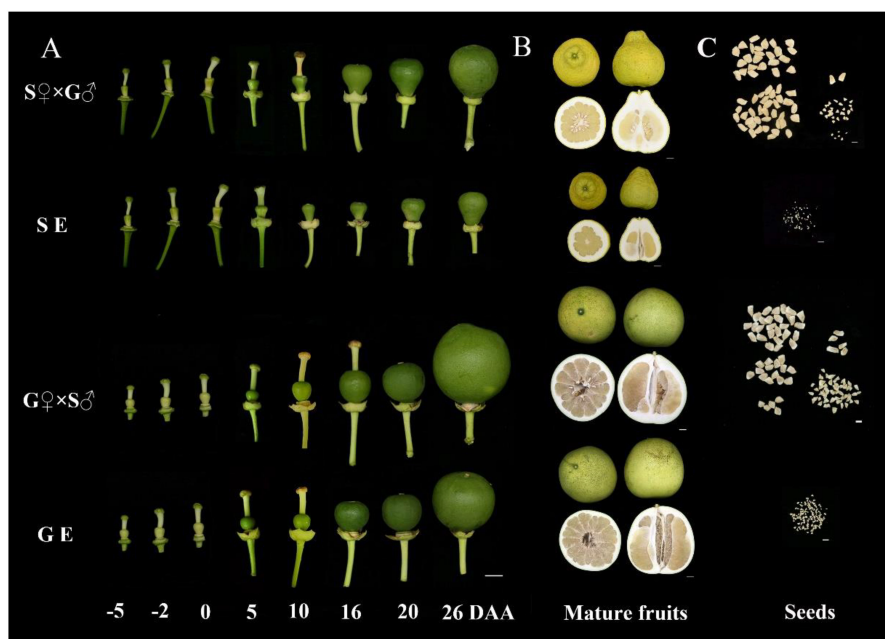 A
B
C
S♀×G♂
S E
G♀×S♂
G E
-5 -2 0 5 10 16 20 26 DAA Mature fruits Seeds